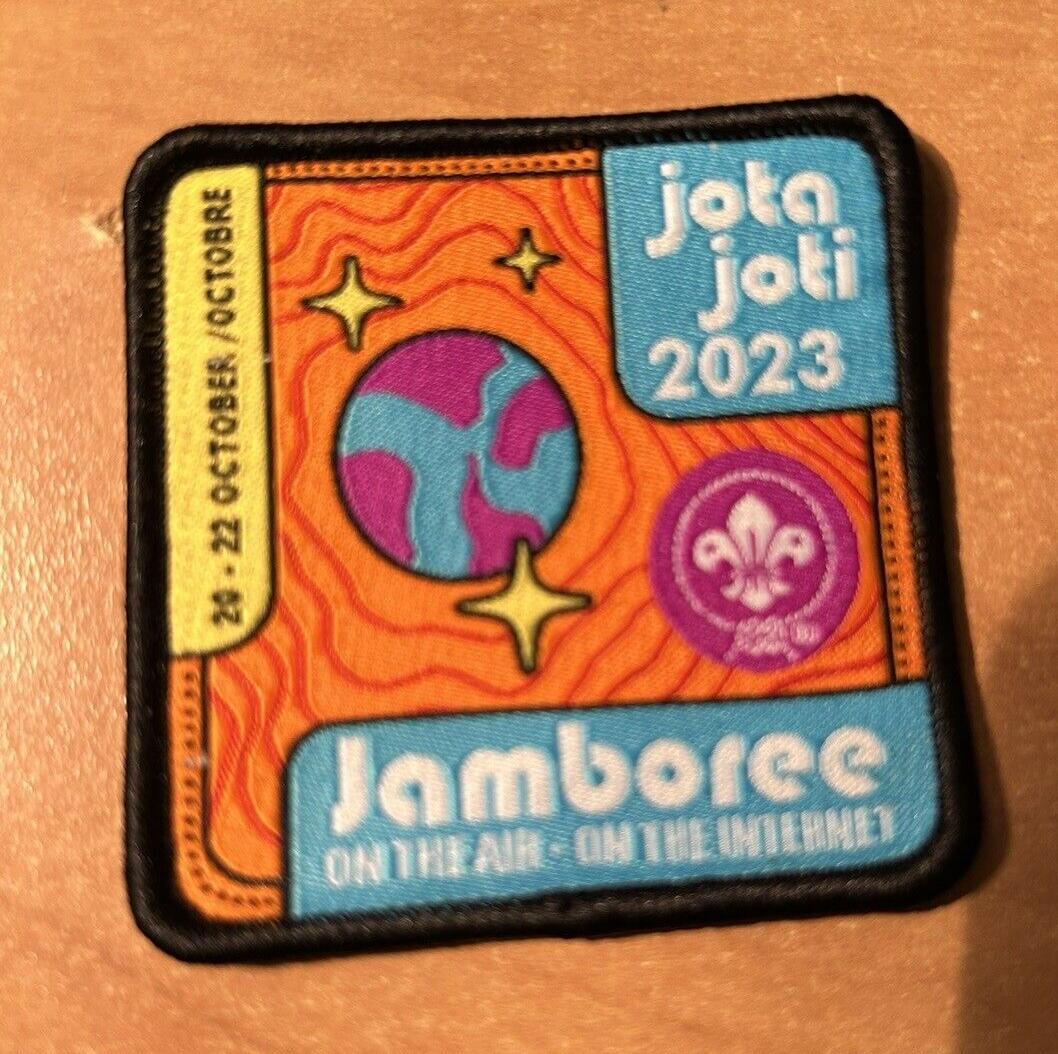 20 - 22 OCTOBER / OCTOBRE
jota
joti
2023
Jamboree
ON THE AIR - ON THE INTERNET